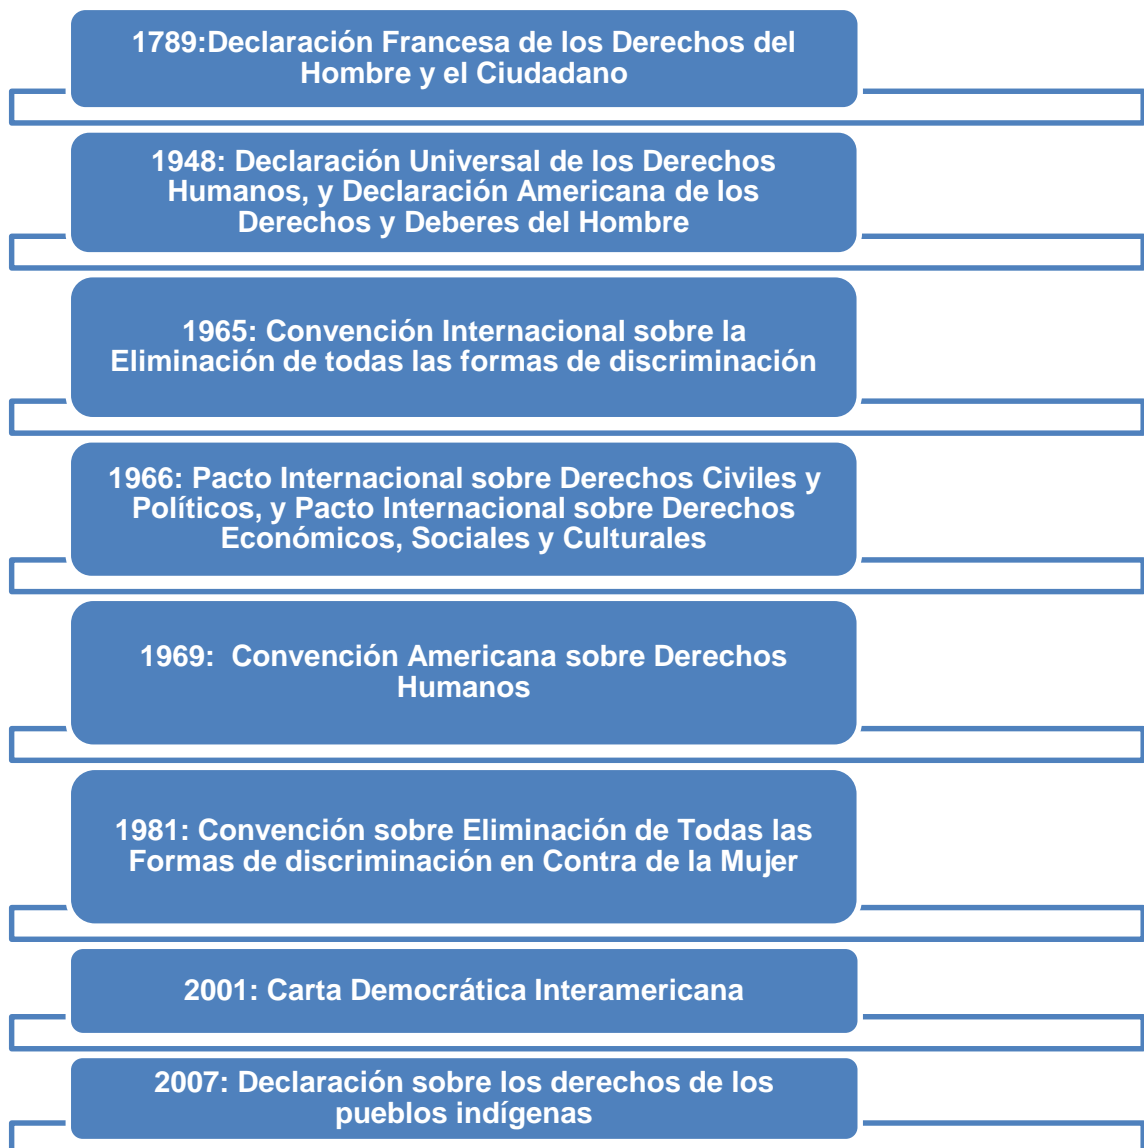 1789:Declaración Francesa de los Derechos del
Hombre y el Ciudadano
1948: Declaración Universal de los Derechos
Humanos, y Declaración Americana de los
Derechos y Deberes del Hombre
1965: Convención Internacional sobre la
Eliminación de todas las formas de discriminación
1966: Pacto Internacional sobre Derechos Civiles y
Políticos, y Pacto Internacional sobre Derechos
Económicos, Sociales y Culturales
1969:  Convención Americana sobre Derechos
Humanos
1981: Convención sobre Eliminación de Todas las
Formas de discriminación en Contra de la Mujer
2001: Carta Democrática Interamericana
2007: Declaración sobre los derechos de los
pueblos indígenas